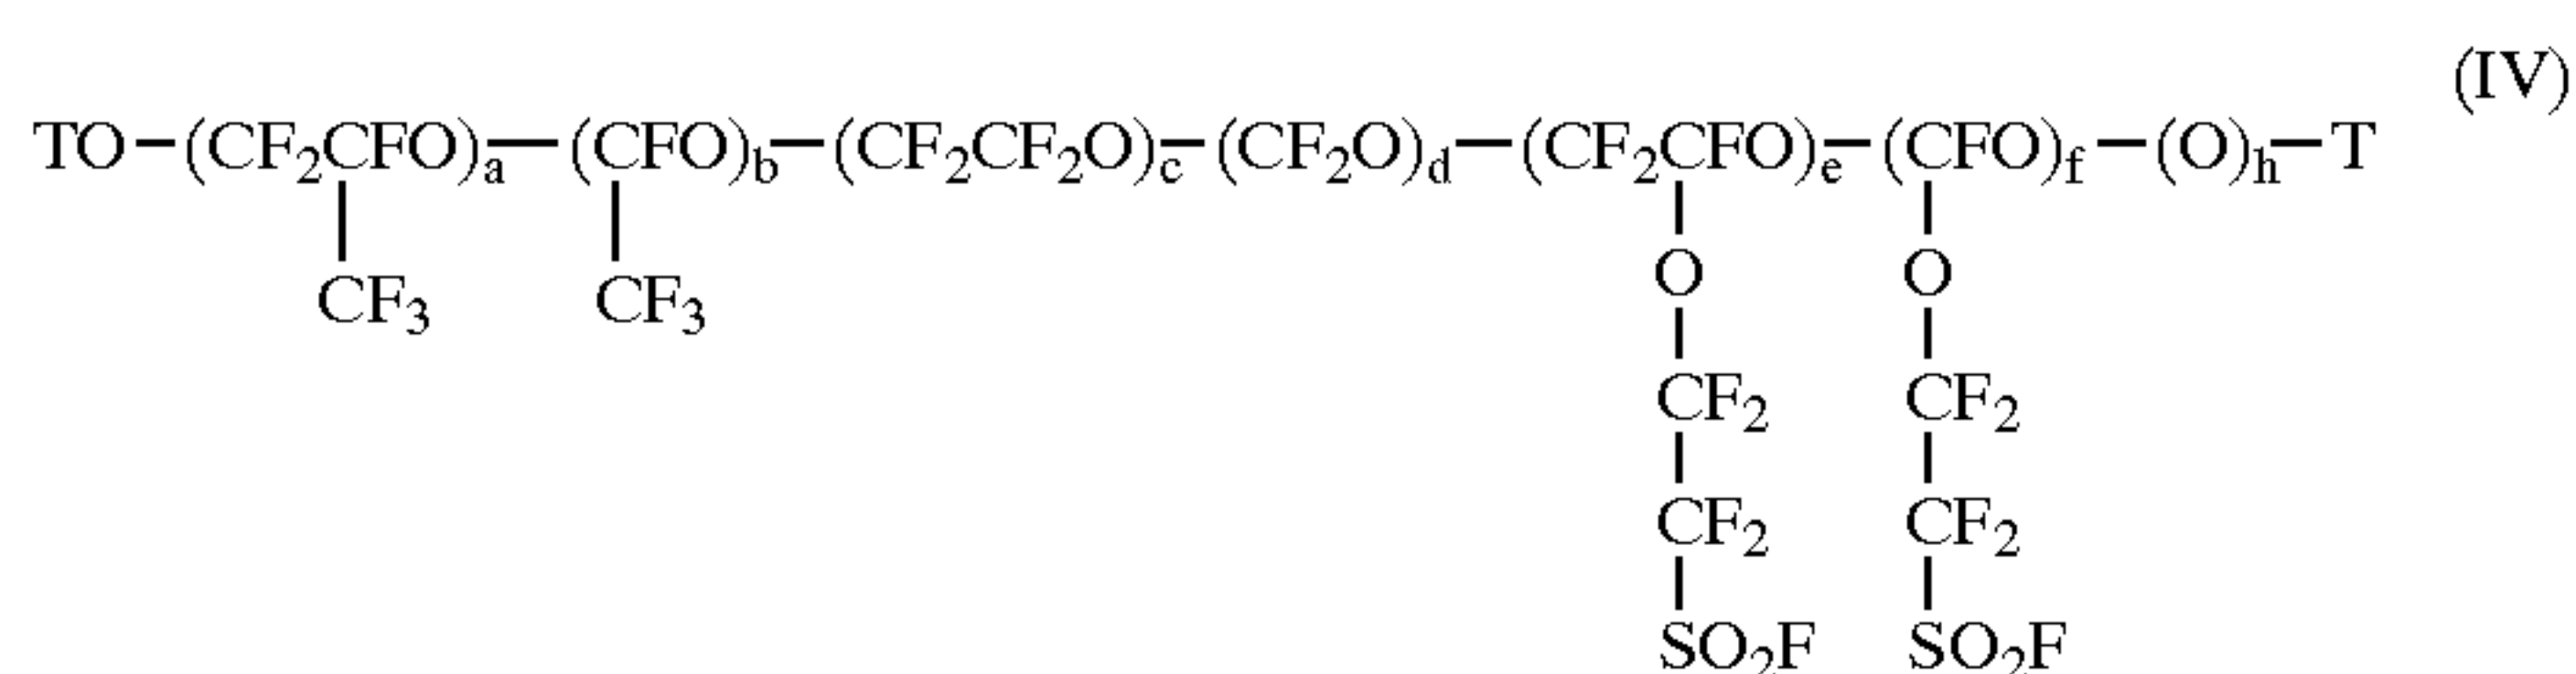 (IV)
TO−(CF₂CFO)ₐ—(CFO)b—(CF₂CF₂O)c−(CF₂O)d—(CF₂CFO)ₑ−(CFO)f—(O)ₕ—T
CF₃ CF₃ O O
CF₂ CF₂
CF₂ CF₂
SO₂F SO₂F